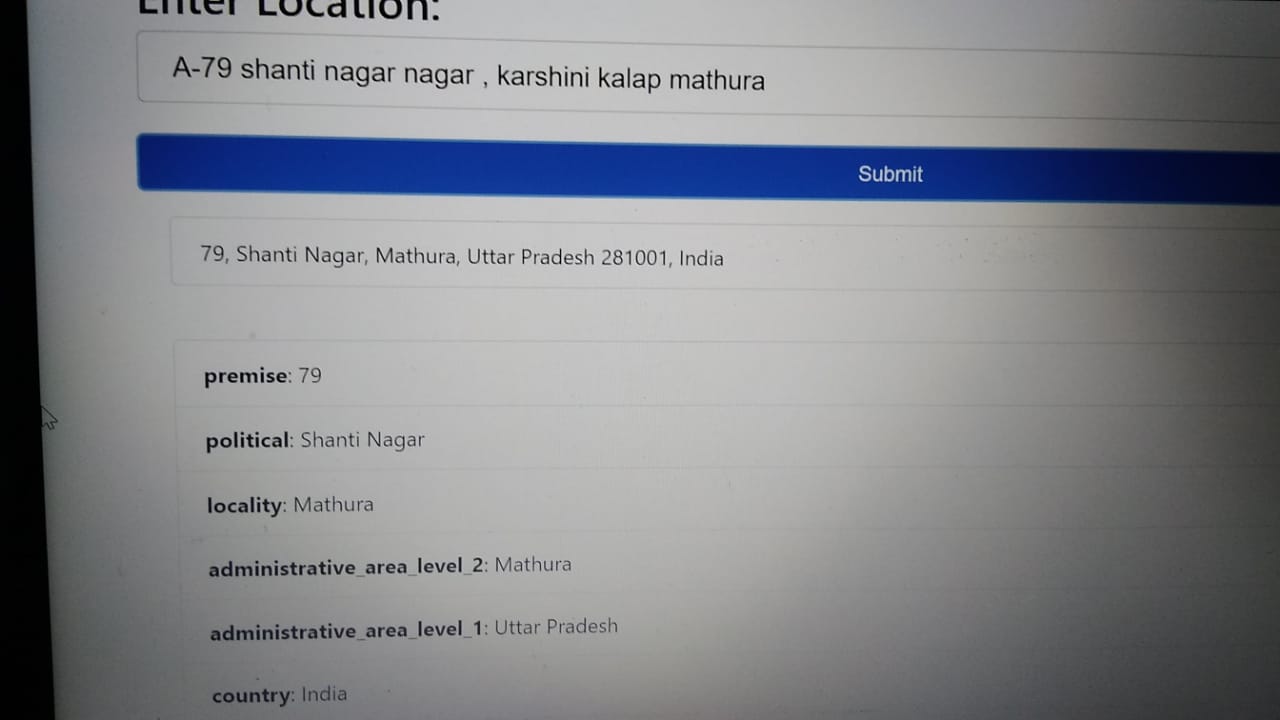 Enter Location:
A-79 shanti nagar nagar , karshini kalap mathura
Submit
79, Shanti Nagar, Mathura, Uttar Pradesh 281001, India
premise: 79
political: Shanti Nagar
locality: Mathura
administrative_area_level_2: Mathura
administrative_area_level_1: Uttar Pradesh
country: India